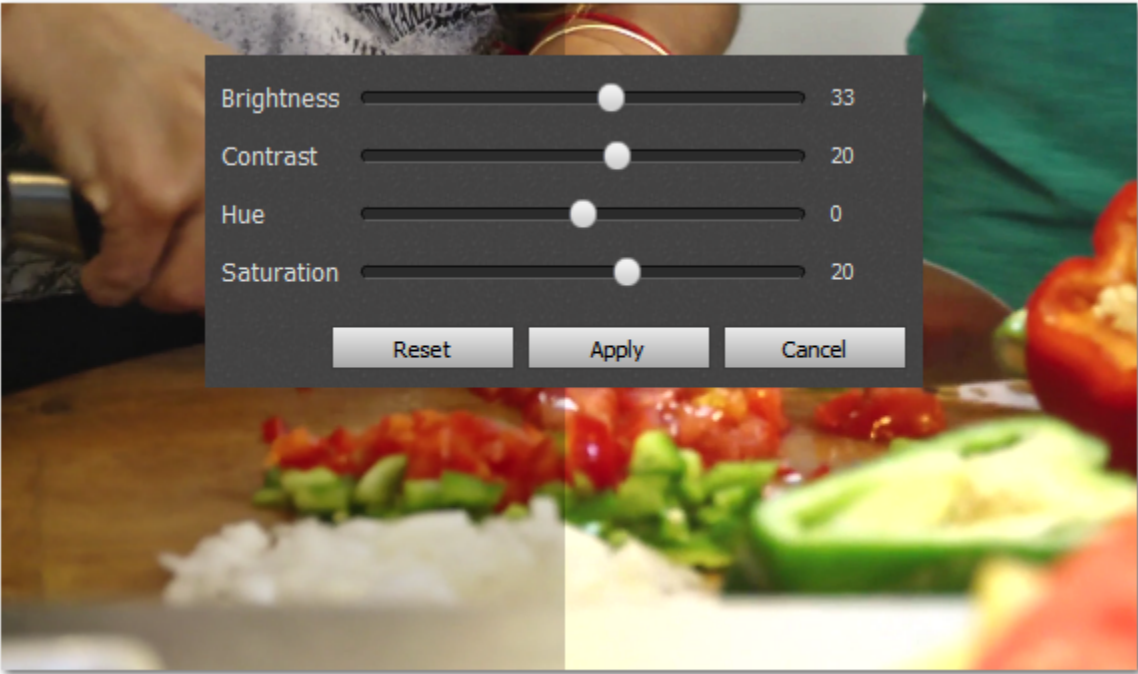 Brightness 33
Contrast 20
Hue 0
Saturation 20
Reset Apply Cancel